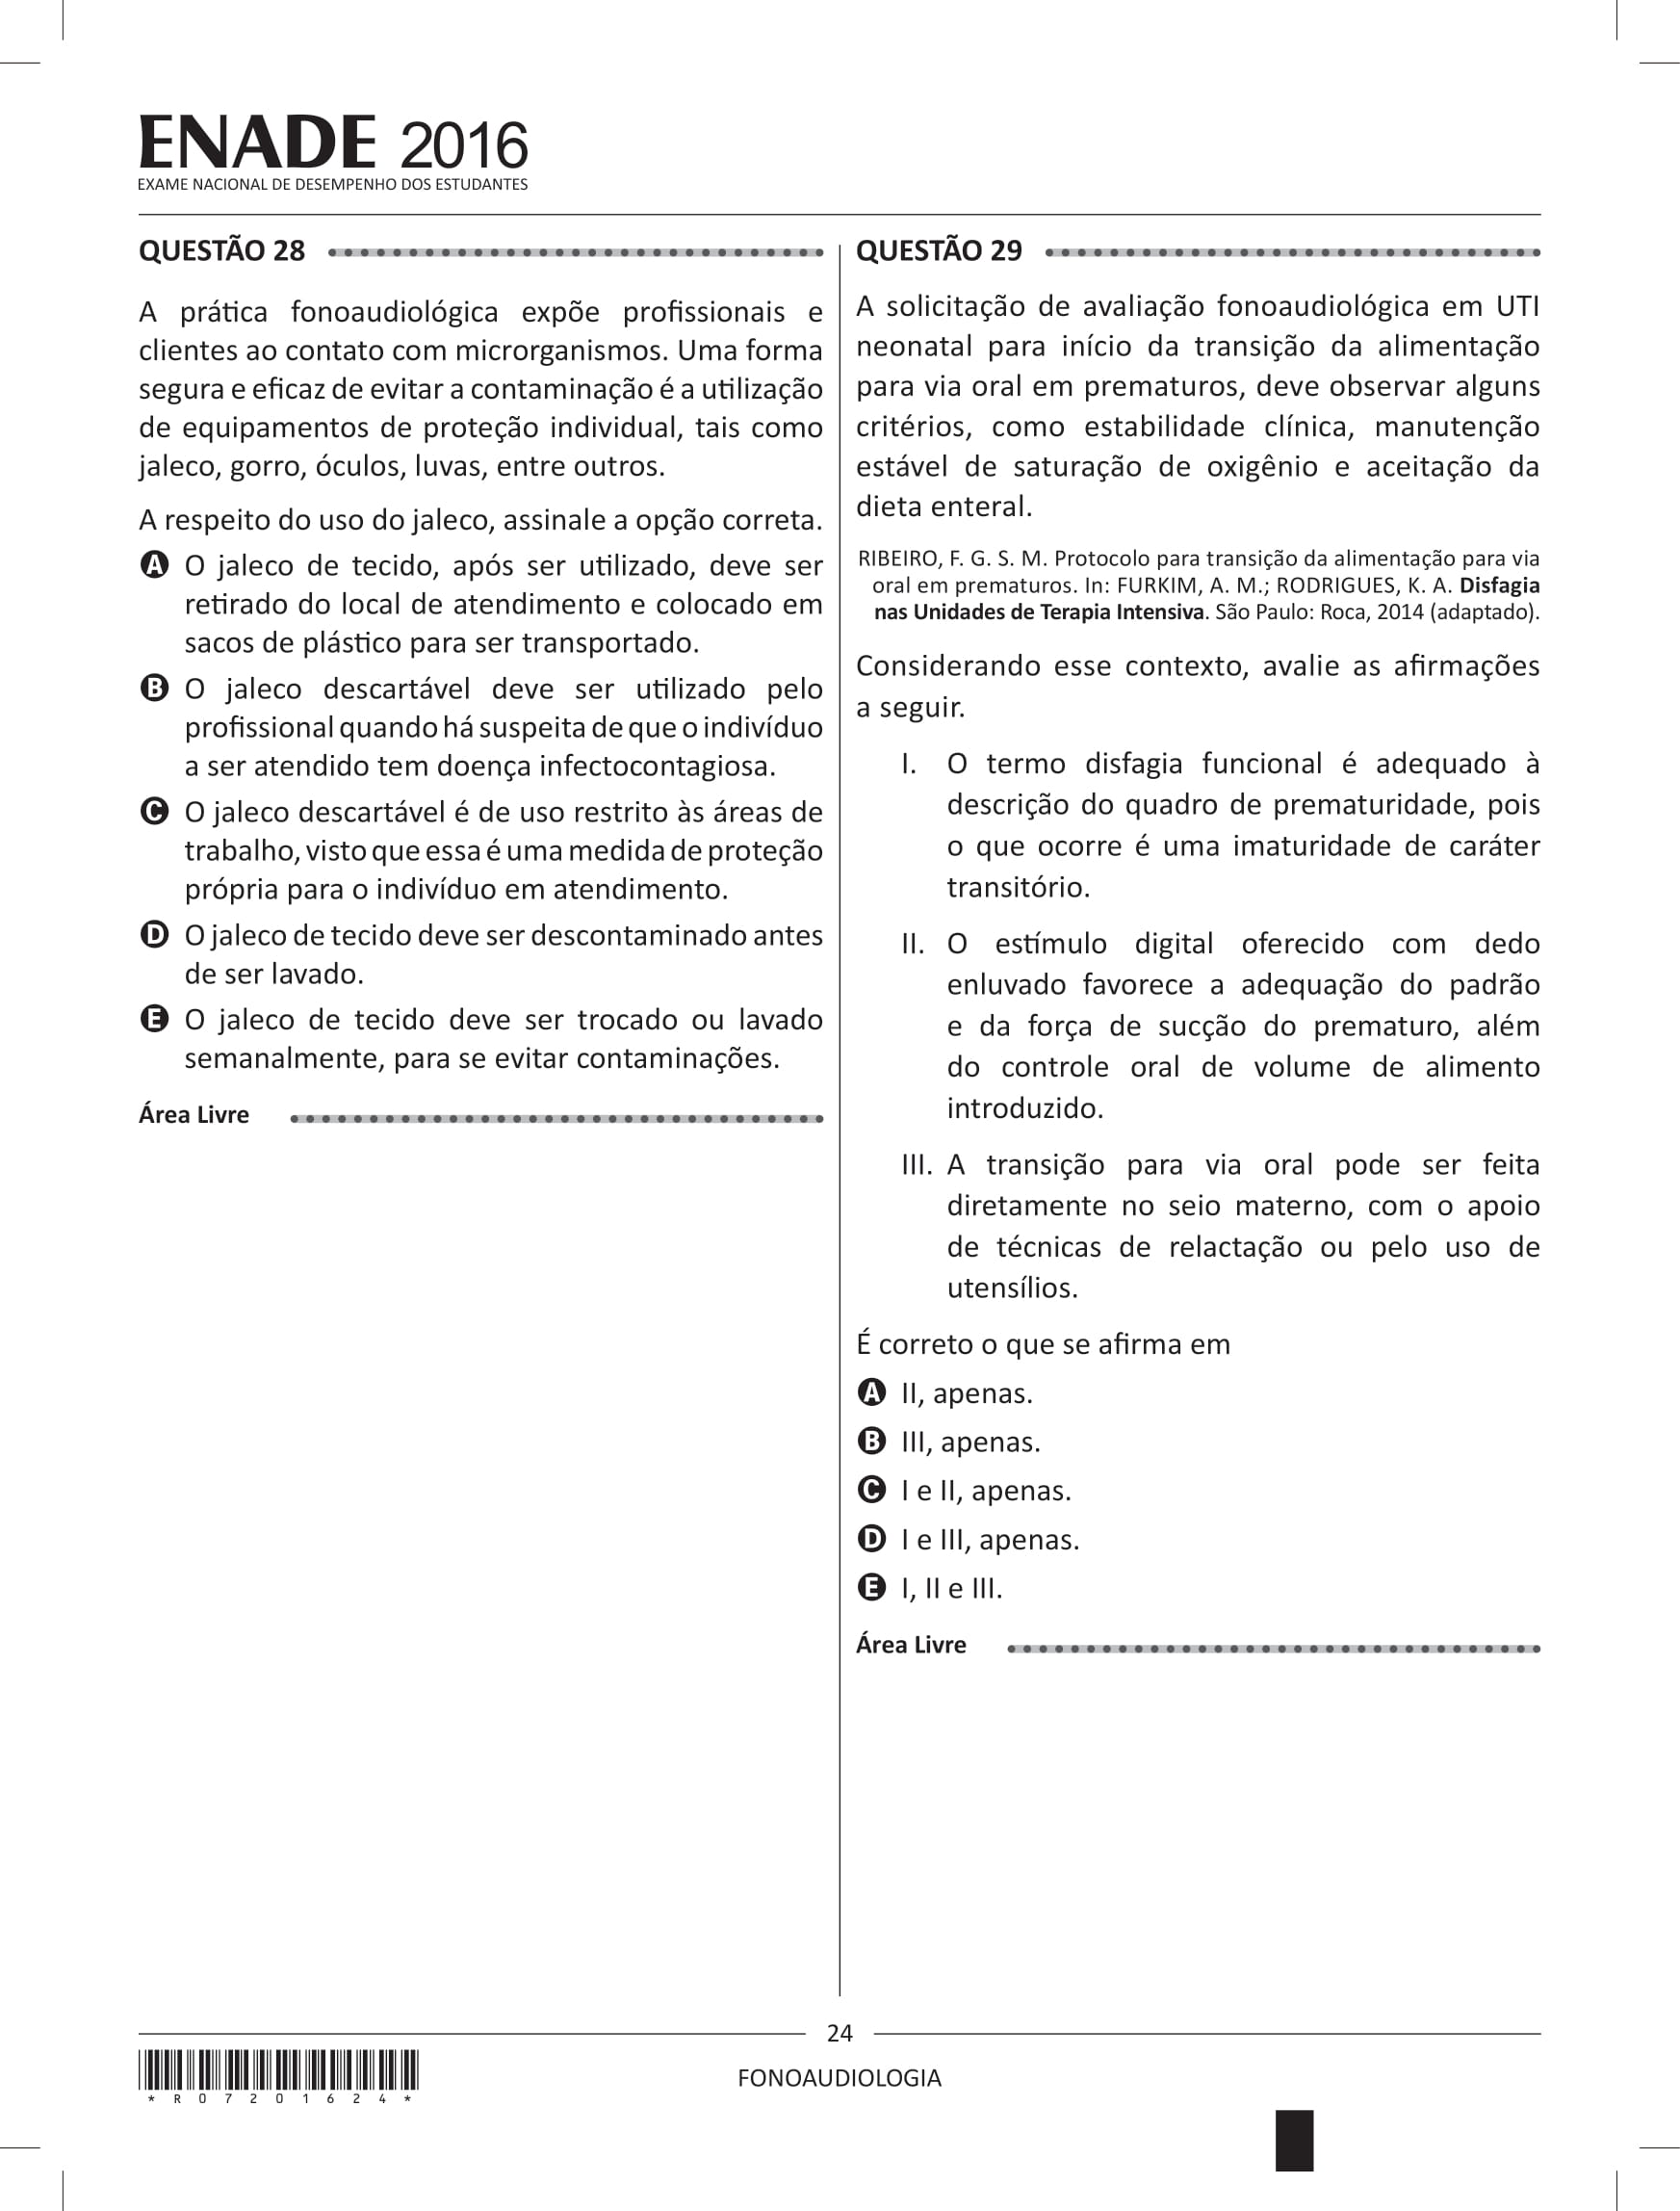 ENADE 2016
EXAME NACIONAL DE DESEMPENHO DOS ESTUDANTES
QUESTÃO 28
A prática fonoaudiológica expõe profissionais e
clientes ao contato com microrganismos. Uma forma
segura e eficaz de evitar a contaminação é a utilização
de equipamentos de proteção individual, tais como
jaleco, gorro, óculos, luvas, entre outros.
A respeito do uso do jaleco, assinale a opção correta.
A O jaleco de tecido, após ser utilizado, deve ser
retirado do local de atendimento e colocado em
sacos de plástico para ser transportado.
B O jaleco descartável deve ser utilizado pelo
profissional quando há suspeita de que o indivíduo
a ser atendido tem doença infectocontagiosa.
C O jaleco descartável é de uso restrito às áreas de
trabalho, visto que essa é uma medida de proteção
própria para o indivíduo em atendimento.
D O jaleco de tecido deve ser descontaminado antes
de ser lavado.
E O jaleco de tecido deve ser trocado ou lavado
semanalmente, para se evitar contaminações.
Área Livre
QUESTÃO 29
A solicitação de avaliação fonoaudiológica em UTI
neonatal para início da transição da alimentação
para via oral em prematuros, deve observar alguns
critérios, como estabilidade clínica, manutenção
estável de saturação de oxigênio e aceitação da
dieta enteral.
RIBEIRO, F. G. S. M. Protocolo para transição da alimentação para via
oral em prematuros. In: FURKIM, A. M.; RODRIGUES, K. A. Disfagia
nas Unidades de Terapia Intensiva. São Paulo: Roca, 2014 (adaptado).
Considerando esse contexto, avalie as afirmações
a seguir.
I. O termo disfagia funcional é adequado à
descrição do quadro de prematuridade, pois
o que ocorre é uma imaturidade de caráter
transitório.
II. O estímulo digital oferecido com dedo
enluvado favorece a adequação do padrão
e da força de sucção do prematuro, além
do controle oral de volume de alimento
introduzido.
III. A transição para via oral pode ser feita
diretamente no seio materno, com o apoio
de técnicas de relactação ou pelo uso de
utensílios.
É correto o que se afirma em
A II, apenas.
B III, apenas.
C I e II, apenas.
D I e III, apenas.
E I, II e III.
Área Livre
24
FONOAUDIOLOGIA
* R 0 7 2 0 1 6 2 4 *